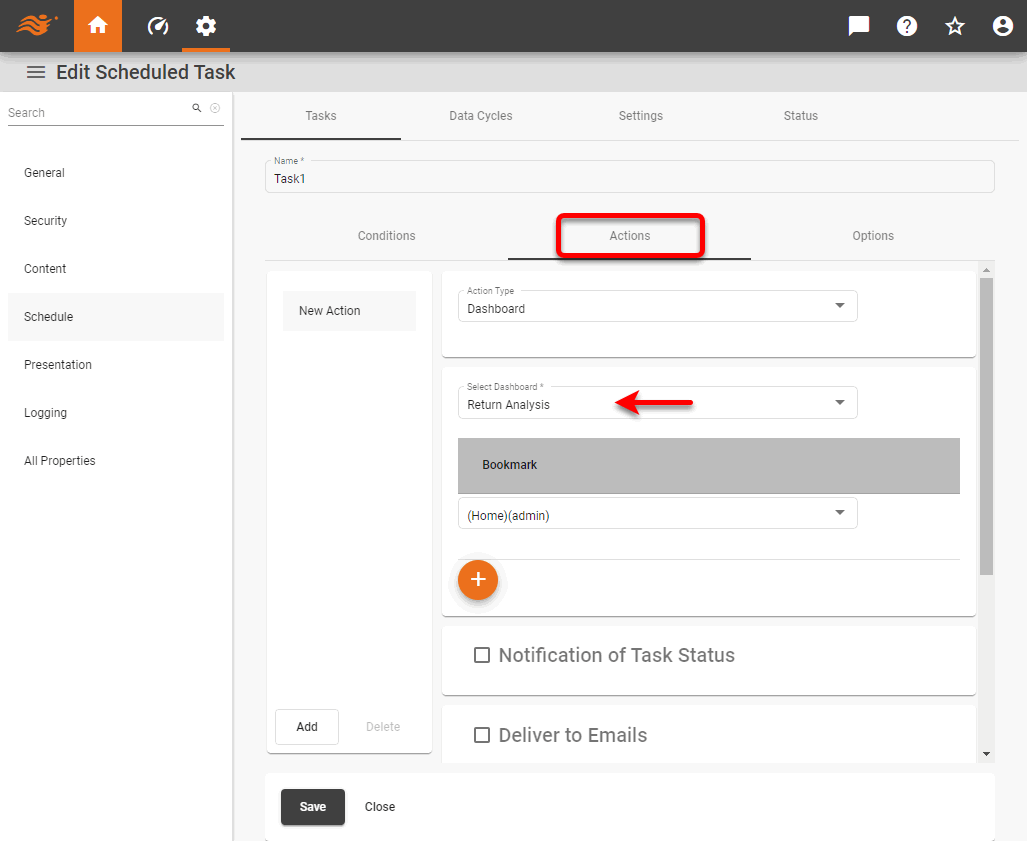 Edit Scheduled Task
Search
General
Security
Content
Schedule
Presentation
Logging
All Properties
Tasks
Data Cycles
Settings
Status
Name *
Task1
Conditions
Actions
Options
New Action
Add
Delete
Action Type
Dashboard
Select Dashboard *
Return Analysis
Bookmark
(Home)(admin)
+
Notification of Task Status
Deliver to Emails
Save
Close